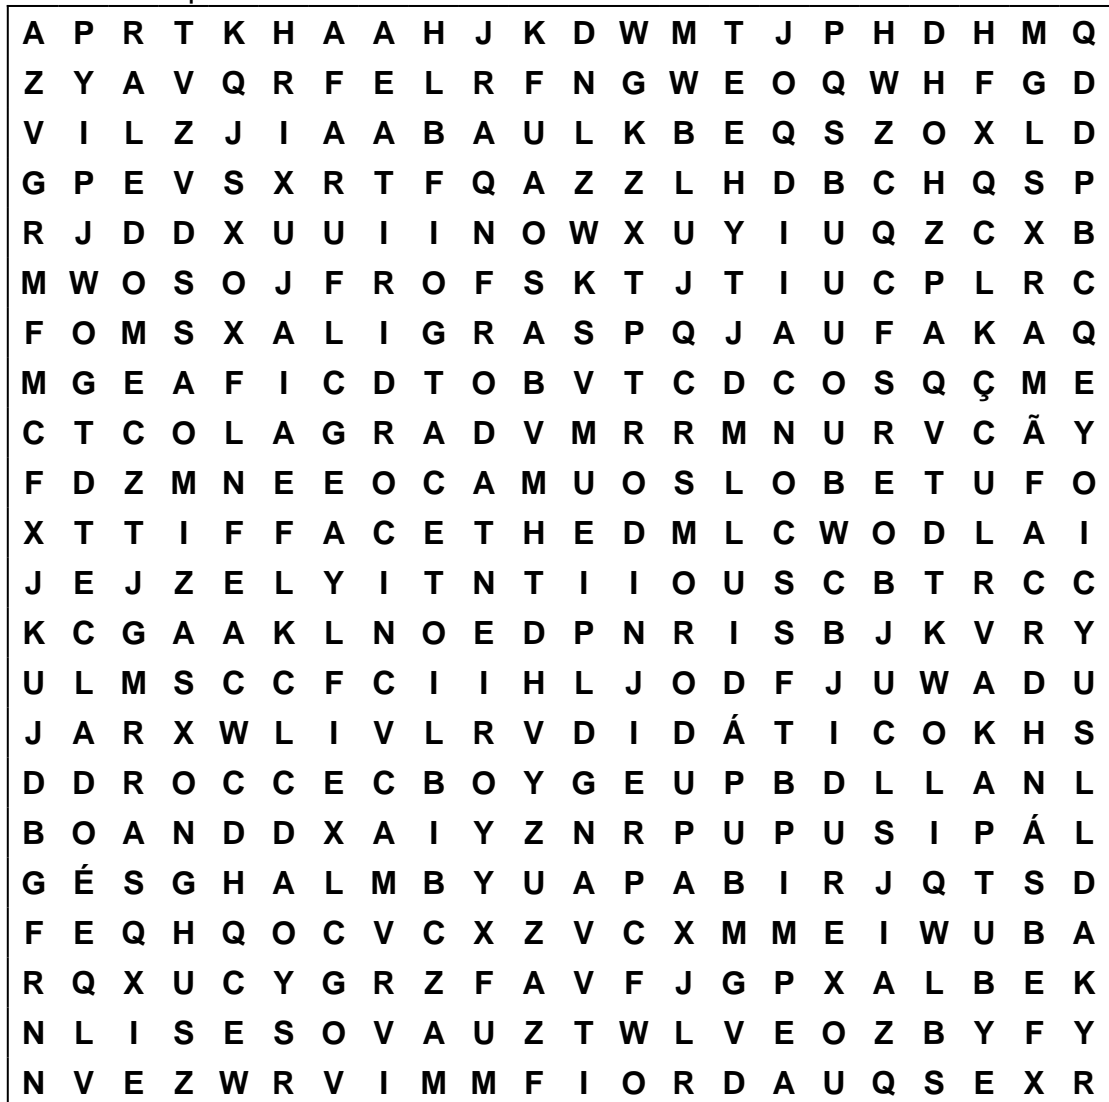 A P R T K H A A H J K D W M T J P H D H M Q
Z Y A V Q R F E L R F N G W E O Q W H F G D
V I L Z J I A A B A U L K B E Q S Z O X L D
G P E V S X R T F Q A Z Z L H D B C H Q S P
R J D D X U U I I N O W X U Y I U Q Z C X B
M W O S O J F R O F S K T J T I U C P L R C
F O M S X A L I G R A S P Q J A U F A K A Q
M G E A F I C D T O B V T C D C O S Q Ç M E
C T C O L A G R A D V M R R M N U R V C Ã Y
F D Z M N E E O C A M U O S L O B E T U F O
X T T I F F A C E T H E D M L C W O D L A I
J E J Z E L Y I T N T I I O U S C B T R C C
K C G A A K L N O E D P N R I S B J K V R Y
U L M S C C F C I I H L J O D F J U W A D U
J A R X W L I V L R V D I D Á T I C O K H S
D D R O C C E C B O Y G E U P B D L L A N L
B O A N D D X A I Y Z N R P U P U S I P Á L
G É S G H A L M B Y U A P A B I R J Q T S D
F E Q H Q O C V C X Z V C X M M E I W U B A
R Q X U C Y G R Z F A V F J G P X A L B E K
N L I S E S O V A U Z T W L V E O Z B Y F Y
N V E Z W R V I M M F I O R D A U Q S E X R